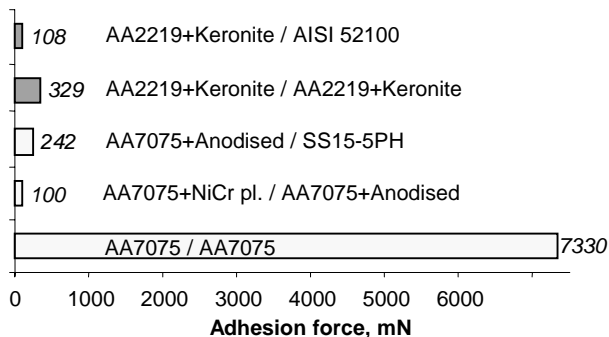 108 AA2219+Keronite / AISI 52100
329 AA2219+Keronite / AA2219+Keronite
242 AA7075+Anodised / SS15-5PH
100 AA7075+NiCr pl. / AA7075+Anodised
AA7075 / AA7075 7330
0 1000 2000 3000 4000 5000 6000
Adhesion force, mN